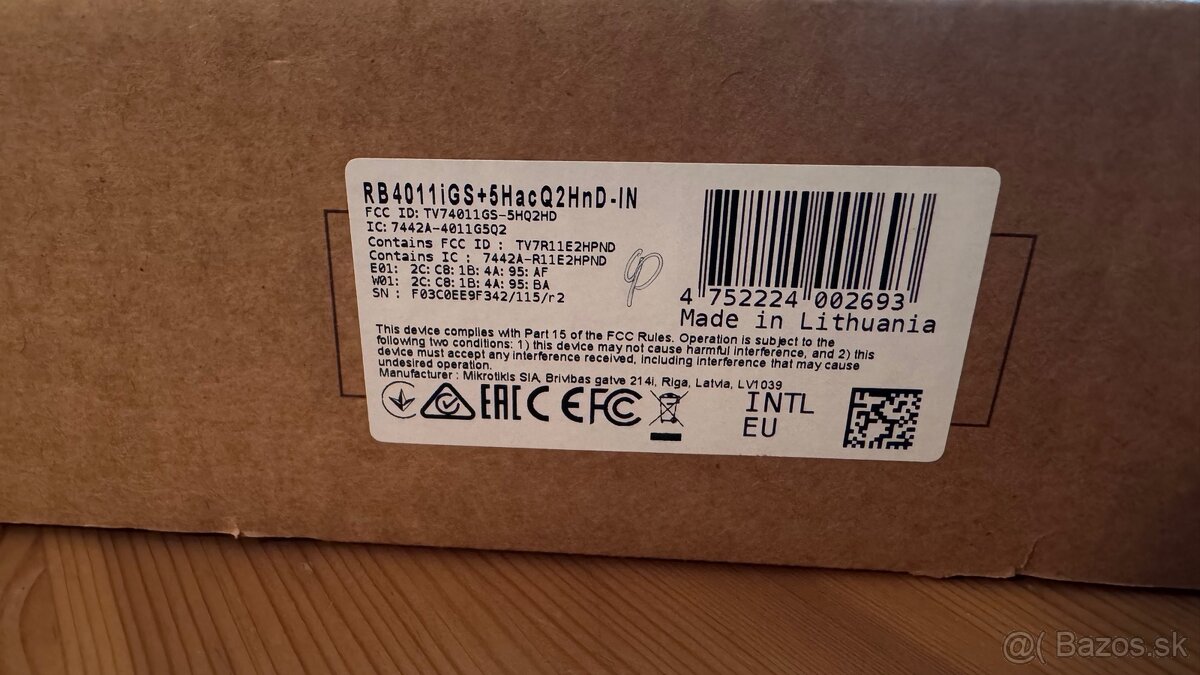 RB4011iGS+5HacQ2HnD-IN
FCC ID: TV74011GS-5HQ2HD
IC: 7442A-4011G5Q2
Contains FCC ID : TV7R11E2HPND
Contains IC : 7442A-R11E2HPND
E01: 2C:C8:1B:4A:95:AF
W01: 2C:C8:1B:4A:95:BA
SN : F03C0EE9F342/115/r2
4 752224 002693
Made in Lithuania
This device complies with Part 15 of the FCC Rules. Operation is subject to the
following two conditions: 1) this device may not cause harmful interference, and 2) this
device must accept any interference received, including interference that may cause
undesired operation.
Manufacturer : Mikrotikls SIA, Brivibas gatve 214i, Riga, Latvia, LV1039
EAC CE FC
INTL
EU
@( Bazos.sk